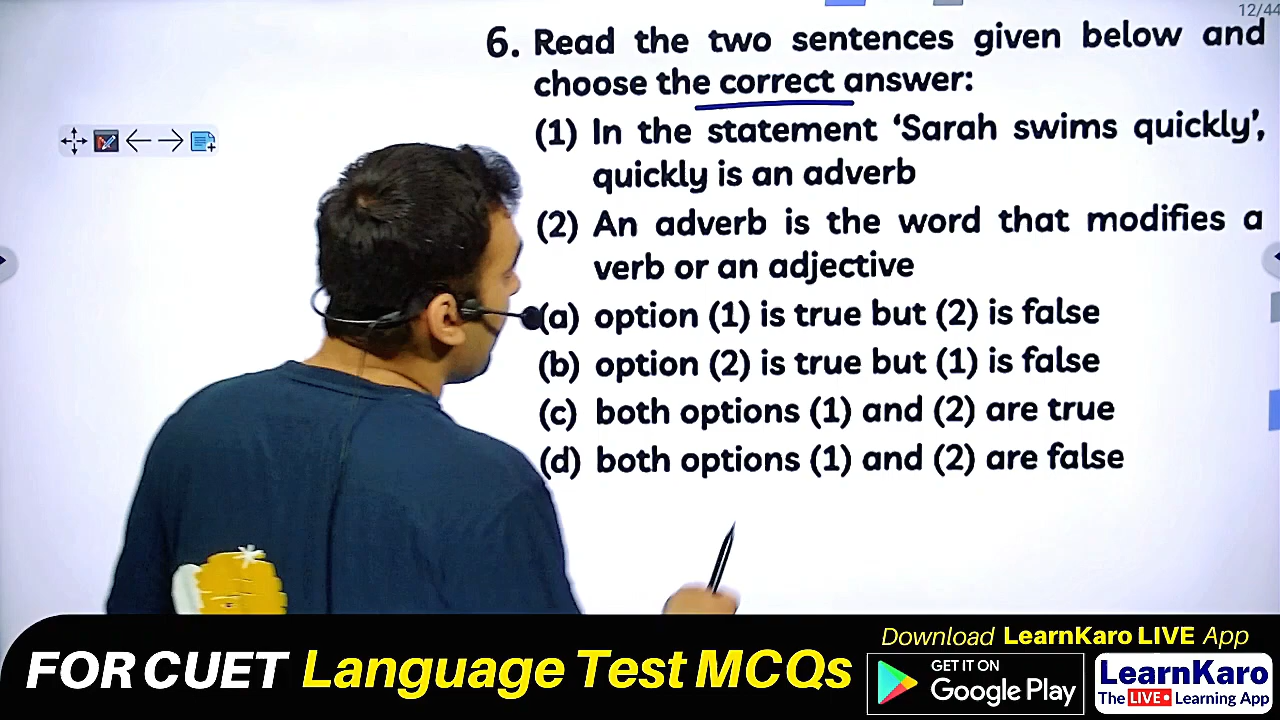 12/44
6. Read the two sentences given below and
choose the correct answer:
(1) In the statement ‘Sarah swims quickly’,
quickly is an adverb
(2) An adverb is the word that modifies a
verb or an adjective
(a) option (1) is true but (2) is false
(b) option (2) is true but (1) is false
(c) both options (1) and (2) are true
(d) both options (1) and (2) are false
FOR CUET Language Test MCQs
Download LearnKaro LIVE App
GET IT ON
Google Play
LearnKaro
The LIVE Learning App